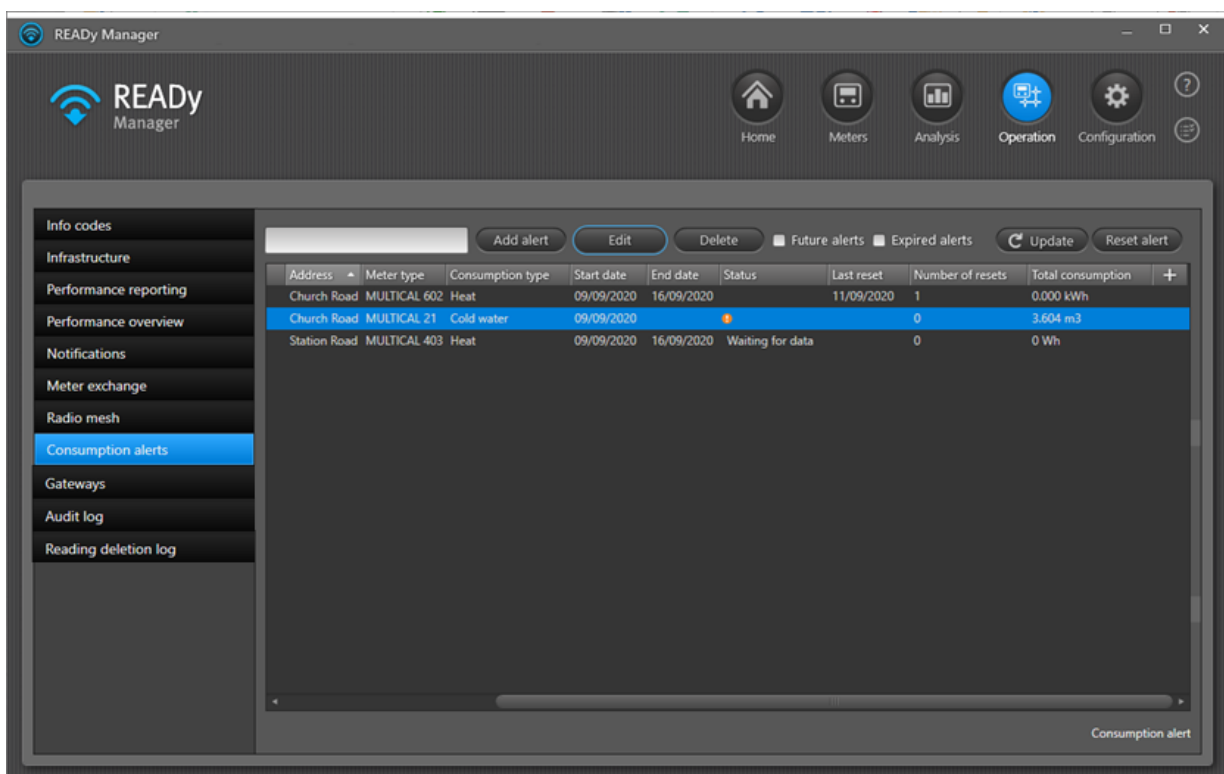 READy Manager
READy
Manager
Home Meters Analysis Operation Configuration
?
Info codes
Infrastructure
Performance reporting
Performance overview
Notifications
Meter exchange
Radio mesh
Consumption alerts
Gateways
Audit log
Reading deletion log
Add alert Edit Delete Future alerts Expired alerts Update Reset alert
Address Meter type Consumption type Start date End date Status Last reset Number of resets Total consumption +
Church Road MULTICAL 602 Heat 09/09/2020 16/09/2020 11/09/2020 1 0.000 kWh
Church Road MULTICAL 21 Cold water 09/09/2020 0 3.604 m3
Station Road MULTICAL 403 Heat 09/09/2020 16/09/2020 Waiting for data 0 0 Wh
Consumption alert